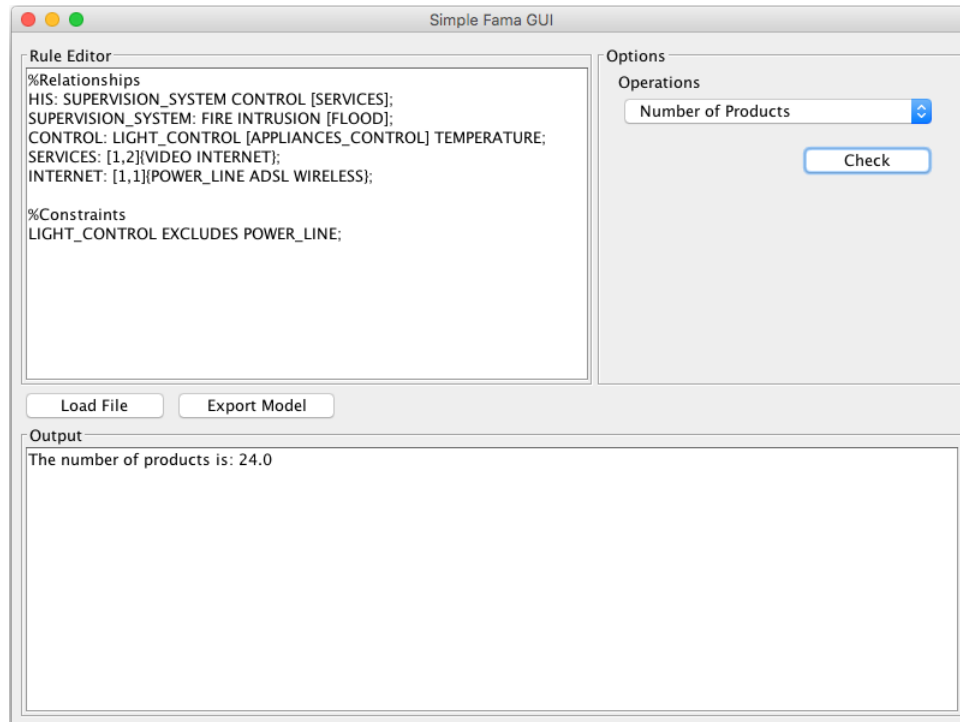 Simple Fama GUI
Rule Editor
%Relationships
HIS: SUPERVISION_SYSTEM CONTROL [SERVICES];
SUPERVISION_SYSTEM: FIRE INTRUSION [FLOOD];
CONTROL: LIGHT_CONTROL [APPLIANCES_CONTROL] TEMPERATURE;
SERVICES: [1,2]{VIDEO INTERNET};
INTERNET: [1,1]{POWER_LINE ADSL WIRELESS};
%Constraints
LIGHT_CONTROL EXCLUDES POWER_LINE;
Options
Operations
Number of Products
Check
Load File
Export Model
Output
The number of products is: 24.0